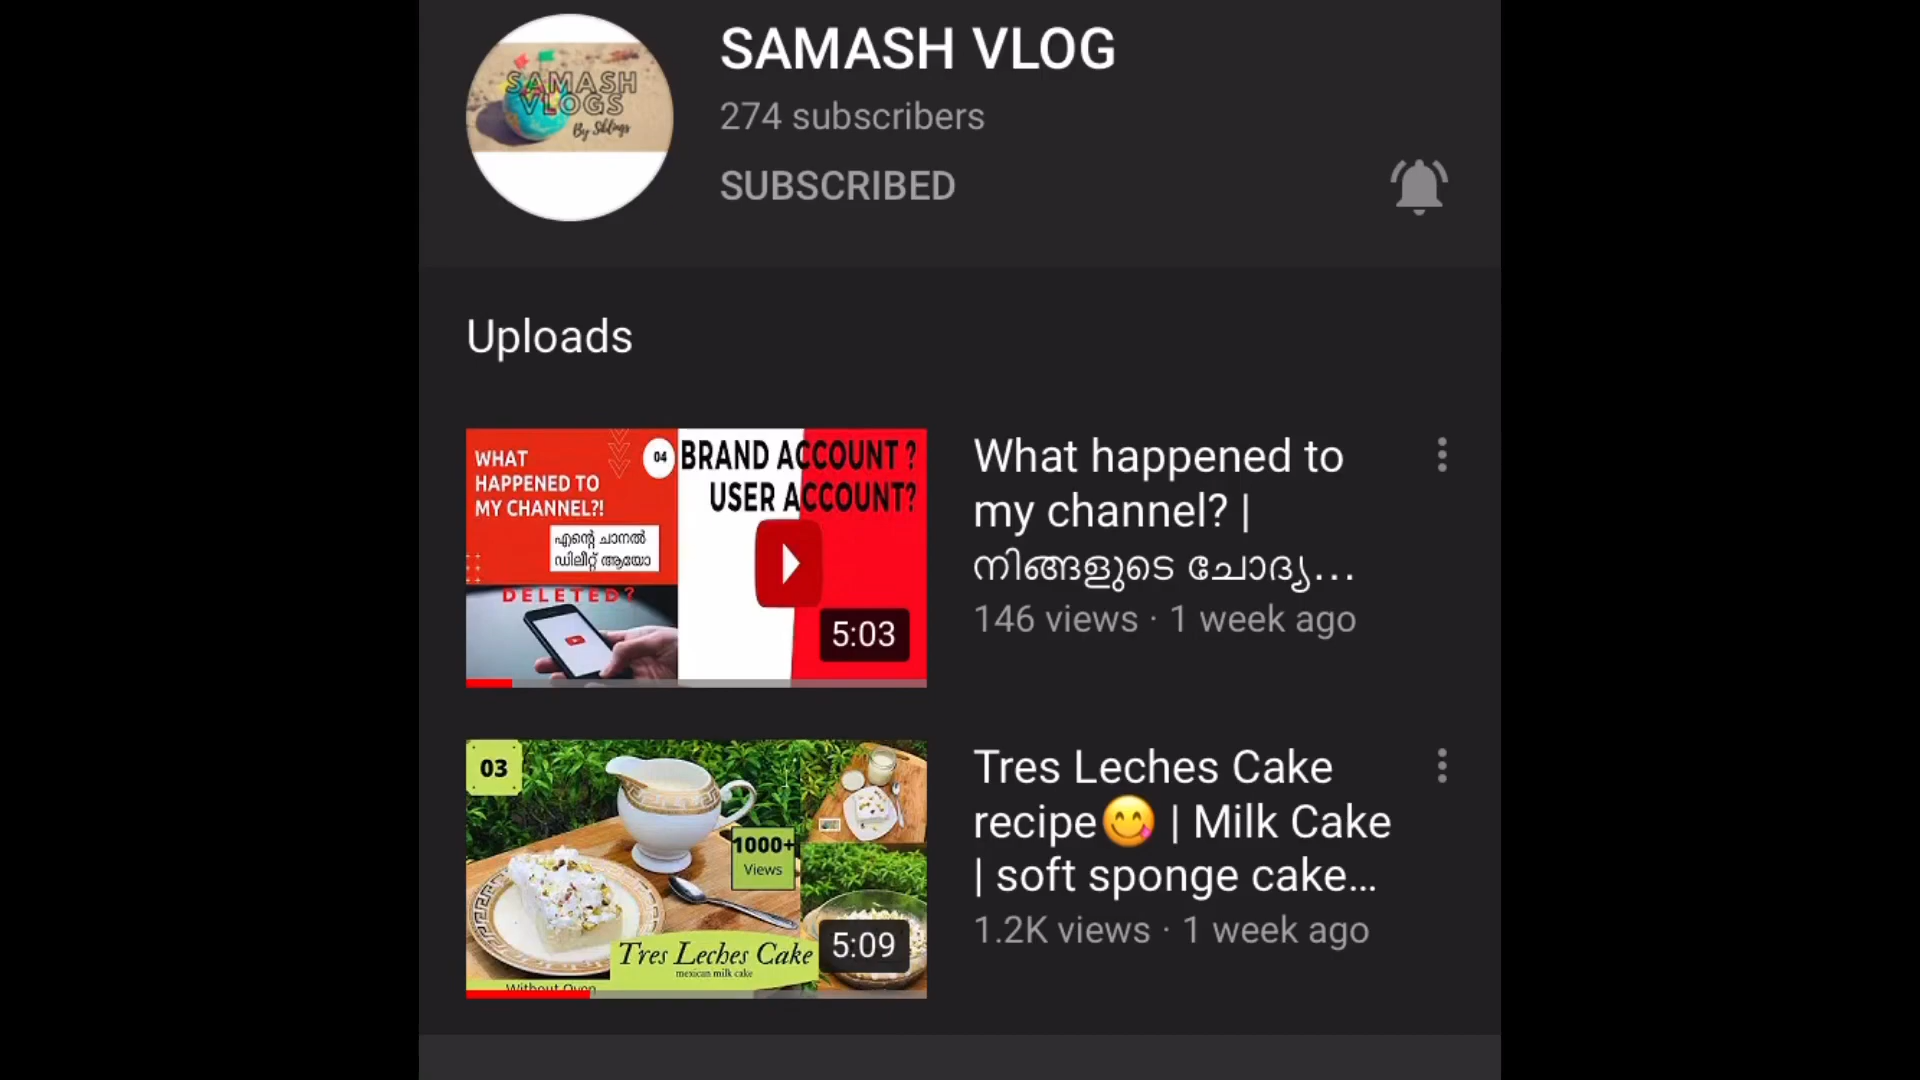 SAMASH
VLOGS
By Siblings
SAMASH VLOG
274 subscribers
SUBSCRIBED
Uploads
WHAT
HAPPENED TO
MY CHANNEL?!
04
എന്റെ ചാനൽ
ഡിലീറ്റ് ആയോ
DELETED?
BRAND ACCOUNT ?
USER ACCOUNT?
5:03
What happened to
my channel? |
നിങ്ങളുടെ ചോദ്യ...
146 views · 1 week ago
03
1000+
Views
Tres Leches Cake
mexican milk cake
Without Oven
5:09
Tres Leches Cake
recipe😋 | Milk Cake
| soft sponge cake...
1.2K views · 1 week ago